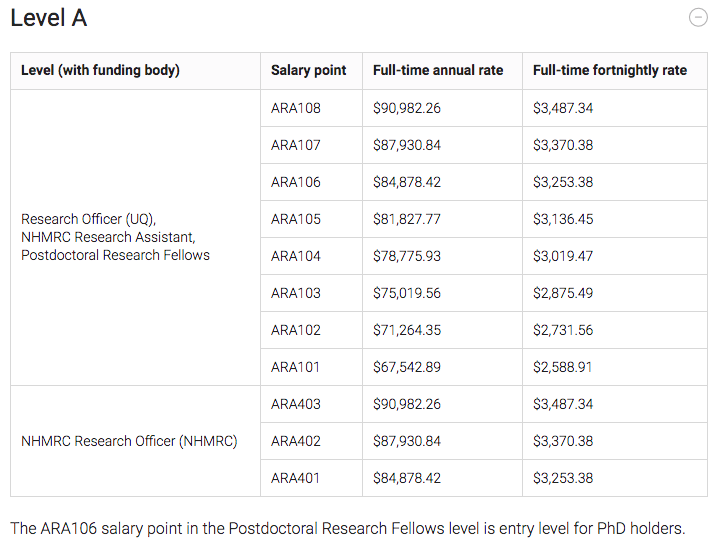 Level A
Level (with funding body) Salary point Full-time annual rate Full-time fortnightly rate
Research Officer (UQ),
NHMRC Research Assistant,
Postdoctoral Research Fellows
ARA108 $90,982.26 $3,487.34
ARA107 $87,930.84 $3,370.38
ARA106 $84,878.42 $3,253.38
ARA105 $81,827.77 $3,136.45
ARA104 $78,775.93 $3,019.47
ARA103 $75,019.56 $2,875.49
ARA102 $71,264.35 $2,731.56
ARA101 $67,542.89 $2,588.91
NHMRC Research Officer (NHMRC)
ARA403 $90,982.26 $3,487.34
ARA402 $87,930.84 $3,370.38
ARA401 $84,878.42 $3,253.38
The ARA106 salary point in the Postdoctoral Research Fellows level is entry level for PhD holders.